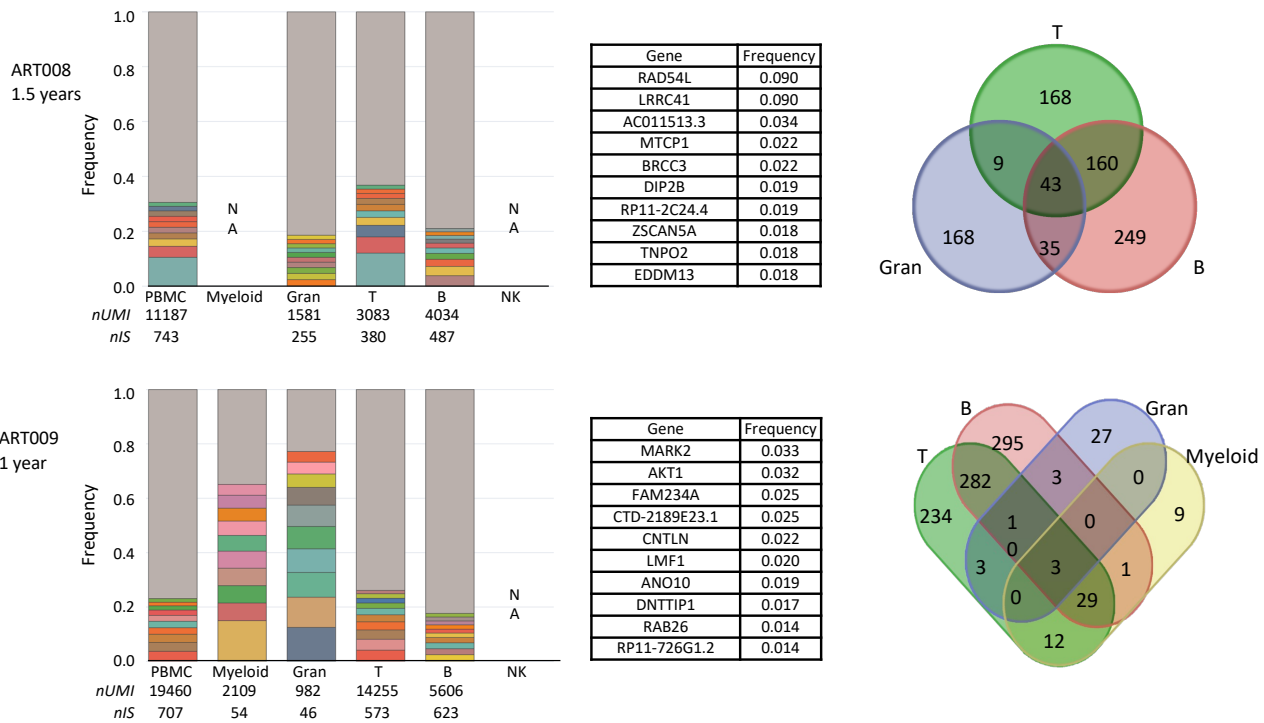 ART008
1.5 years
Frequency
1.0
0.8
0.6
0.4
0.2
0.0
N
A
N
A
PBMC Myeloid Gran T B NK
nUMI 11187 1581 3083 4034
nIS 743 255 380 487
Gene Frequency
RAD54L 0.090
LRRC41 0.090
AC011513.3 0.034
MTCP1 0.022
BRCC3 0.022
DIP2B 0.019
RP11-2C24.4 0.019
ZSCAN5A 0.018
TNPO2 0.018
EDDM13 0.018
T
168
9 160
43
168 35 249
Gran B
ART009
1 year
Frequency
1.0
0.8
0.6
0.4
0.2
0.0
N
A
PBMC Myeloid Gran T B NK
nUMI 19460 2109 982 14255 5606
nIS 707 54 46 573 623
Gene Frequency
MARK2 0.033
AKT1 0.032
FAM234A 0.025
CTD-2189E23.1 0.025
CNTLN 0.022
LMF1 0.020
ANO10 0.019
DNTTIP1 0.017
RAB26 0.014
RP11-726G1.2 0.014
B Gran
T Myeloid
295 27
282 3 0
234 1 0 9
0
3 3 1
0 29
12